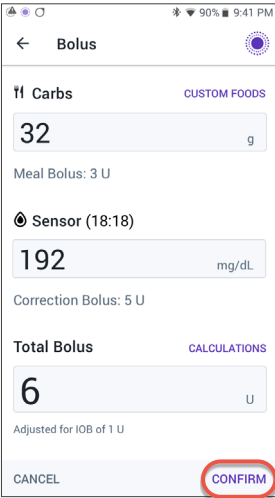 90% 9:41 PM
Bolus
Carbs CUSTOM FOODS
32 g
Meal Bolus: 3 U
Sensor (18:18)
192 mg/dL
Correction Bolus: 5 U
Total Bolus CALCULATIONS
6 U
Adjusted for IOB of 1 U
CANCEL CONFIRM